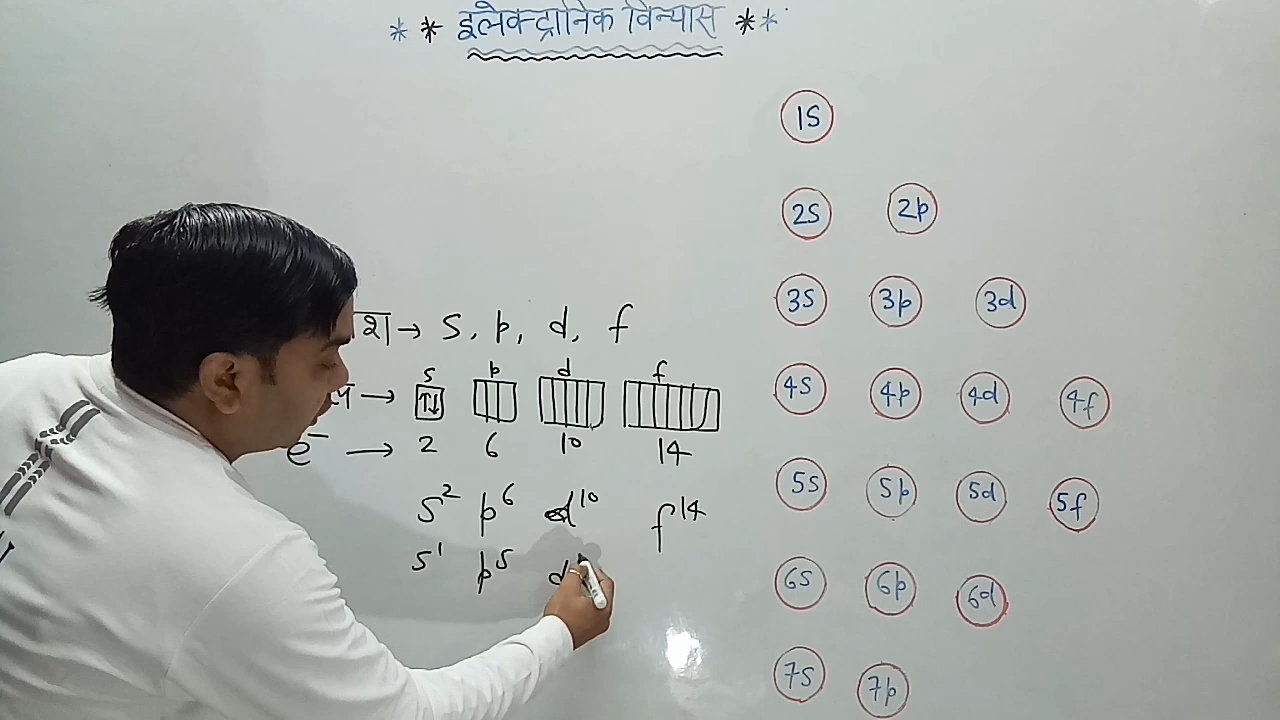 * * इलेक्ट्रानिक विन्यास * *
→ s, p, d, f
s p d f
→ ↑↓
e⁻ → 2 6 10 14
s² p⁶ d¹⁰ f¹⁴
s¹ p⁵ d
1s
2s 2p
3s 3p 3d
4s 4p 4d 4f
5s 5p 5d 5f
6s 6p 6d
7s 7p